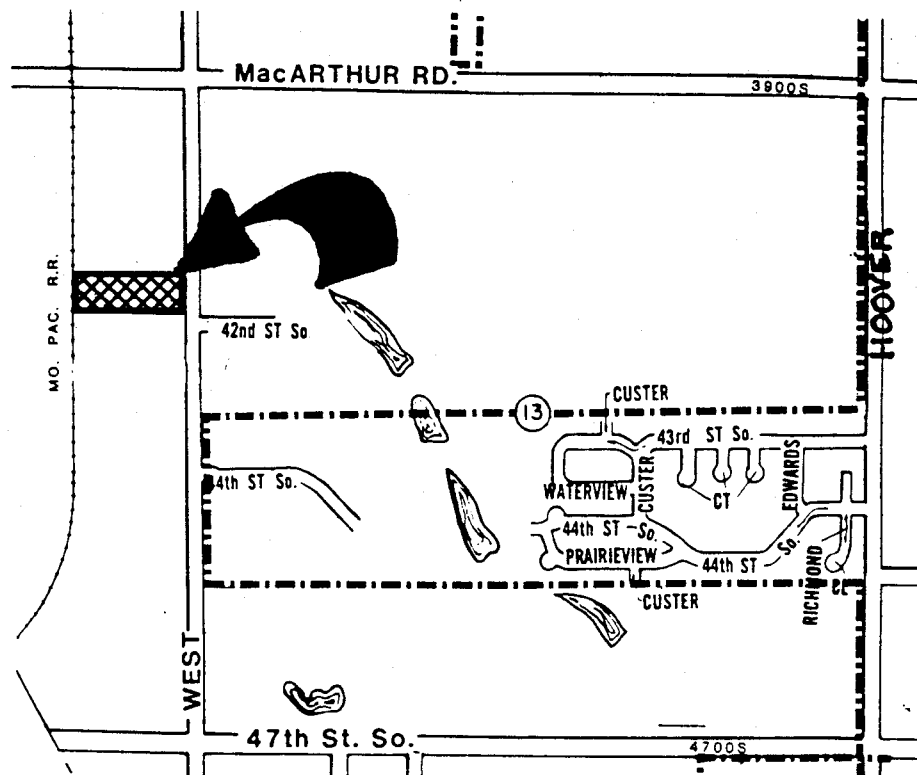 MacARTHUR RD.
3900S
HOOVER
MO. PAC. R.R.
42nd ST So
CUSTER
13
43rd ST So.
44th ST So.
WATERVIEW
CUSTER
CT
EDWARDS
44th ST So.
PRAIRIEVIEW
44th ST So.
RICHMOND
CUSTER
WEST
47th St. So.
4700S